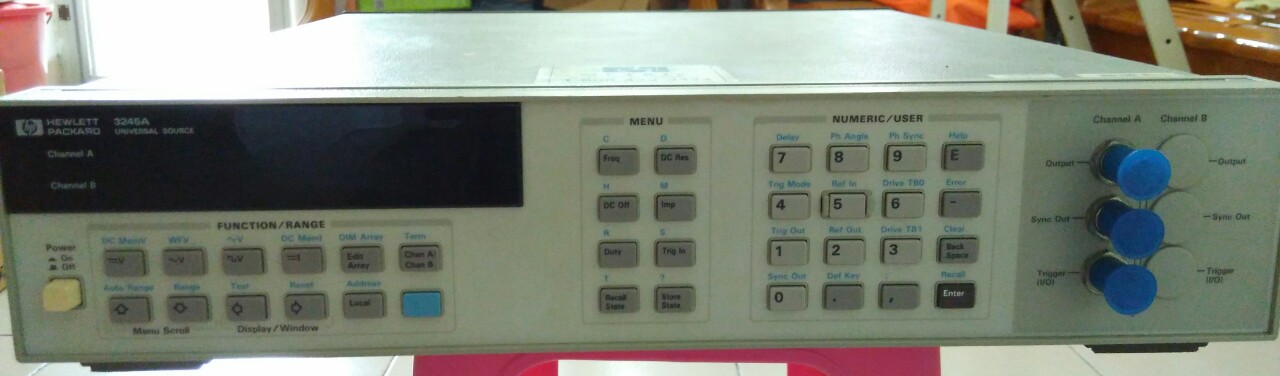 hp HEWLETT PACKARD 3245A
UNIVERSAL SOURCE
Channel A
Channel B
Power
On
Off
FUNCTION/RANGE
DC MemV WFV ~V DC MemI DIM Array Term
V ~V V I Edit Array Chan A/ Chan B
Auto Range Range Test Reset Address
Local
Menu Scroll Display/Window
MENU
C D
Freq DC Res
H M
DC Off Imp
R S
Duty Trig In
T ?
Recall State Store State
NUMERIC/USER
Delay Ph Angle Ph Sync Help
7 8 9 E
Trig Mode Ref In Drive TB0 Error
4 5 6 -
Trig Out Ref Out Drive TB1 Clear
1 2 3 Back Space
Sync Out Def Key ; Recall
0 . , Enter
Channel A Channel B
Output Output
Sync Out Sync Out
Trigger (I/O) Trigger (I/O)